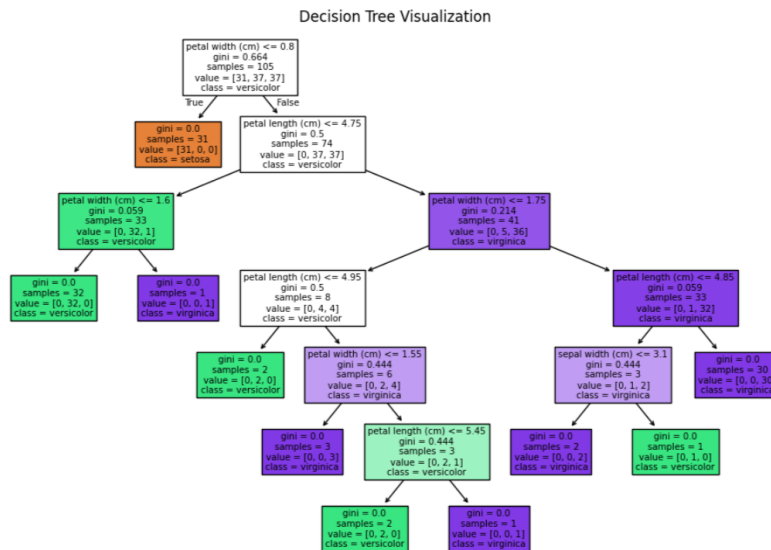 Decision Tree Visualization
petal width (cm) <= 0.8
gini = 0.664
samples = 105
value = [31, 37, 37]
class = versicolor
True
False
gini = 0.0
samples = 31
value = [31, 0, 0]
class = setosa
petal length (cm) <= 4.75
gini = 0.5
samples = 74
value = [0, 37, 37]
class = versicolor
petal width (cm) <= 1.6
gini = 0.059
samples = 33
value = [0, 32, 1]
class = versicolor
petal width (cm) <= 1.75
gini = 0.214
samples = 41
value = [0, 5, 36]
class = virginica
gini = 0.0
samples = 32
value = [0, 32, 0]
class = versicolor
gini = 0.0
samples = 1
value = [0, 0, 1]
class = virginica
petal length (cm) <= 4.95
gini = 0.5
samples = 8
value = [0, 4, 4]
class = versicolor
petal length (cm) <= 4.85
gini = 0.059
samples = 33
value = [0, 1, 32]
class = virginica
gini = 0.0
samples = 2
value = [0, 2, 0]
class = versicolor
petal width (cm) <= 1.55
gini = 0.444
samples = 6
value = [0, 2, 4]
class = virginica
sepal width (cm) <= 3.1
gini = 0.444
samples = 3
value = [0, 1, 2]
class = virginica
gini = 0.0
samples = 30
value = [0, 0, 30]
class = virginica
gini = 0.0
samples = 3
value = [0, 0, 3]
class = virginica
petal length (cm) <= 5.45
gini = 0.444
samples = 3
value = [0, 2, 1]
class = versicolor
gini = 0.0
samples = 2
value = [0, 0, 2]
class = virginica
gini = 0.0
samples = 1
value = [0, 1, 0]
class = versicolor
gini = 0.0
samples = 2
value = [0, 2, 0]
class = versicolor
gini = 0.0
samples = 1
value = [0, 0, 1]
class = virginica